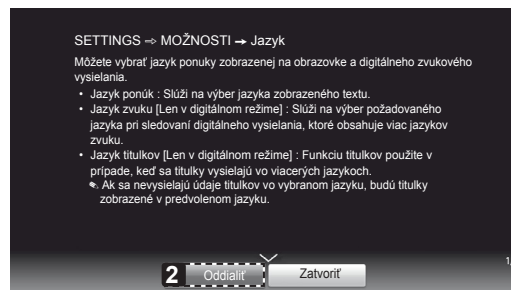 SETTINGS ⇨ MOŽNOSTI ➙ Jazyk
Môžete vybrať jazyk ponuky zobrazenej na obrazovke a digitálneho zvukového
vysielania.
• Jazyk ponúk : Slúži na výber jazyka zobrazeného textu.
• Jazyk zvuku [Len v digitálnom režime] : Slúži na výber požadovaného
jazyka pri sledovaní digitálneho vysielania, ktoré obsahuje viac jazykov
zvuku.
• Jazyk titulkov [Len v digitálnom režime] : Funkciu titulkov použite v
prípade, keď sa titulky vysielajú vo viacerých jazykoch.
✎ Ak sa nevysielajú údaje titulkov vo vybranom jazyku, budú titulky
zobrazené v predvolenom jazyku.
2 Oddialiť Zatvoriť